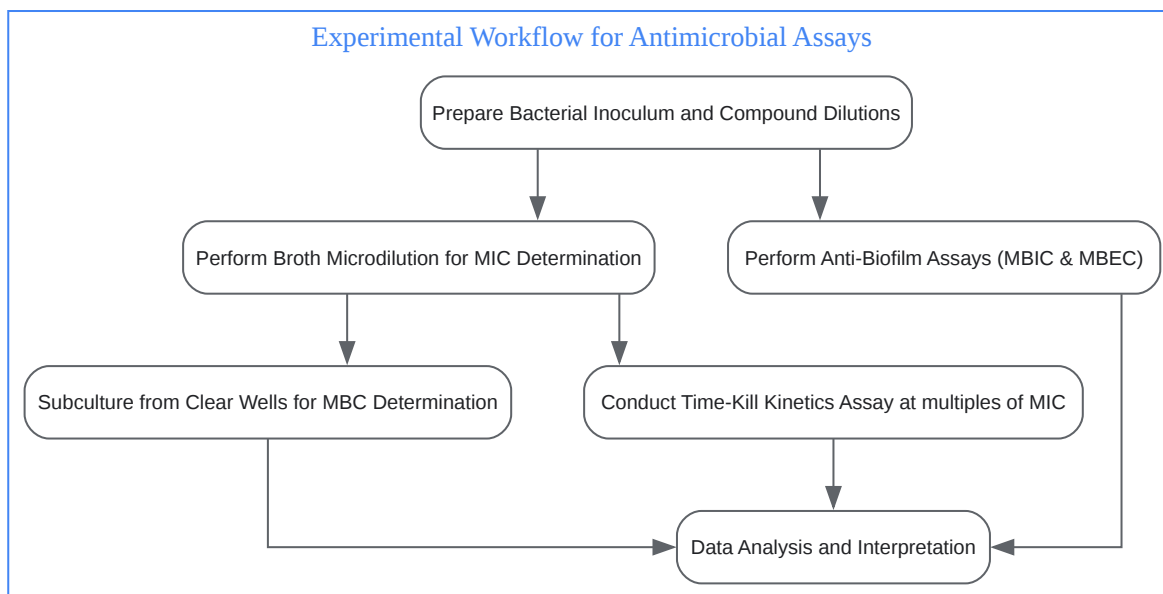 Experimental Workflow for Antimicrobial Assays
Prepare Bacterial Inoculum and Compound Dilutions
Perform Broth Microdilution for MIC Determination
Perform Anti-Biofilm Assays (MBIC & MBEC)
Subculture from Clear Wells for MBC Determination
Conduct Time-Kill Kinetics Assay at multiples of MIC
Data Analysis and Interpretation